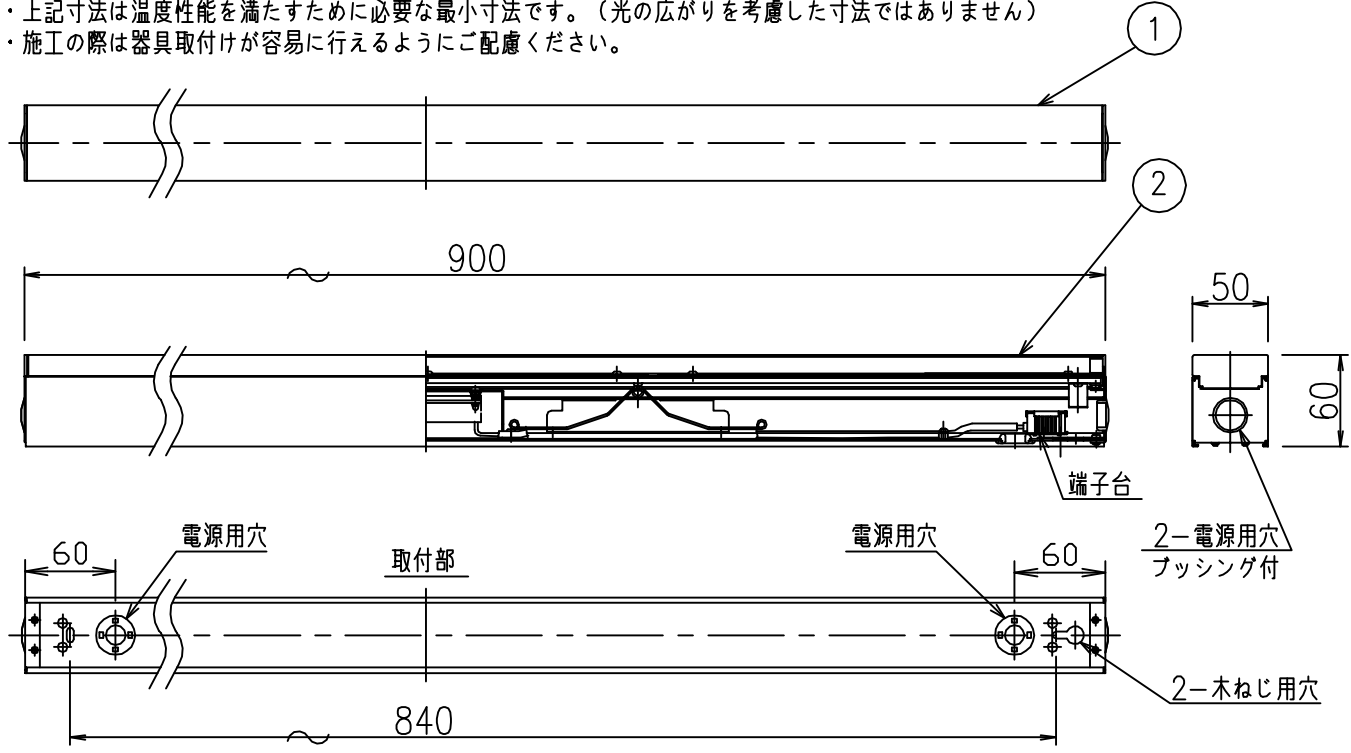 ・上記寸法は温度性能を満たすために必要な最小寸法です。（光の広がりを考慮した寸法ではありません）
・施工の際は器具取付けが容易に行えるようにご配慮ください。
1
2
900
50
60
端子台
電源用穴
電源用穴
2－電源用穴
ブッシング付
60
取付部
60
2－木ねじ用穴
840